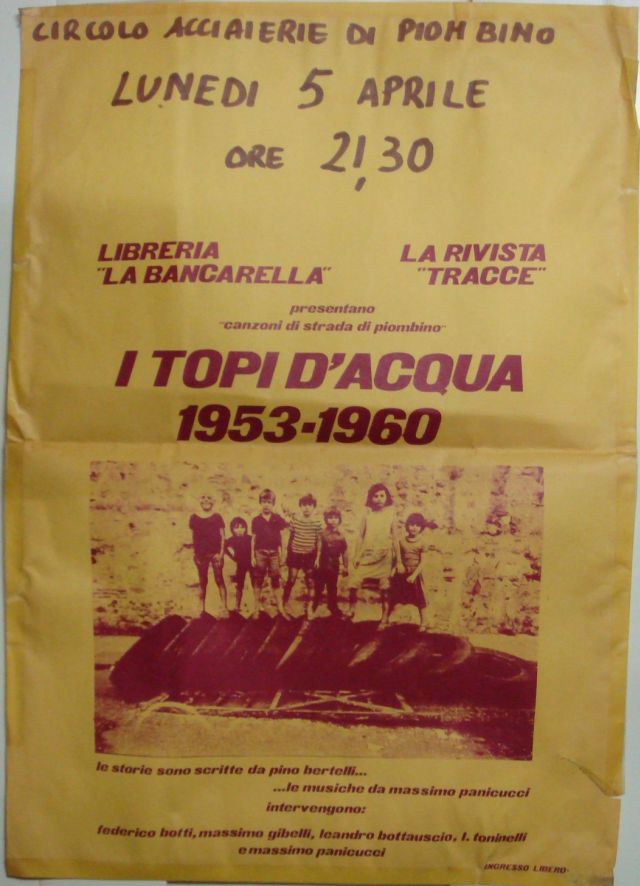 CIRCOLO ACCIAIERIE DI PIOMBINO
LUNEDI 5 APRILE
ORE 21,30
LIBRERIA
"LA BANCARELLA"
LA RIVISTA
"TRACCE"
presentano
"canzoni di strada di piombino"
I TOPI D'ACQUA
1953-1960
le storie sono scritte da pino bertelli...
...le musiche da massimo panicucci
intervengono:
federico botti, massimo gibelli, leandro bottauscio, l. toninelli
e massimo panicucci
INGRESSO LIBERO-